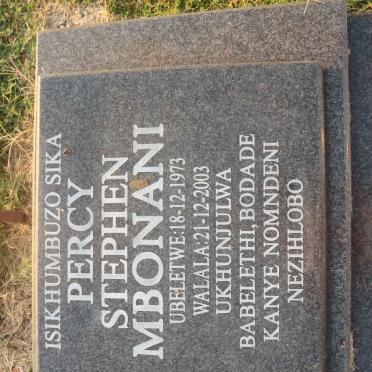 ISIKHUMBUZO SIKA
PERCY
STEPHEN
MBONANI
UBELETWE:18-12-1973
WALALA:21-12-2003
UKHUNJULWA
BABELETHI,BODADE
KANYE NOMNDENI
NEZIHLOBO